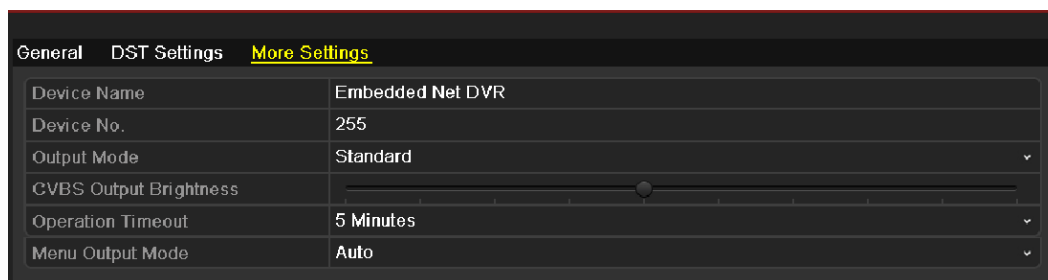 General DST Settings More Settings
Device Name Embedded Net DVR
Device No. 255
Output Mode Standard
CVBS Output Brightness
Operation Timeout 5 Minutes
Menu Output Mode Auto